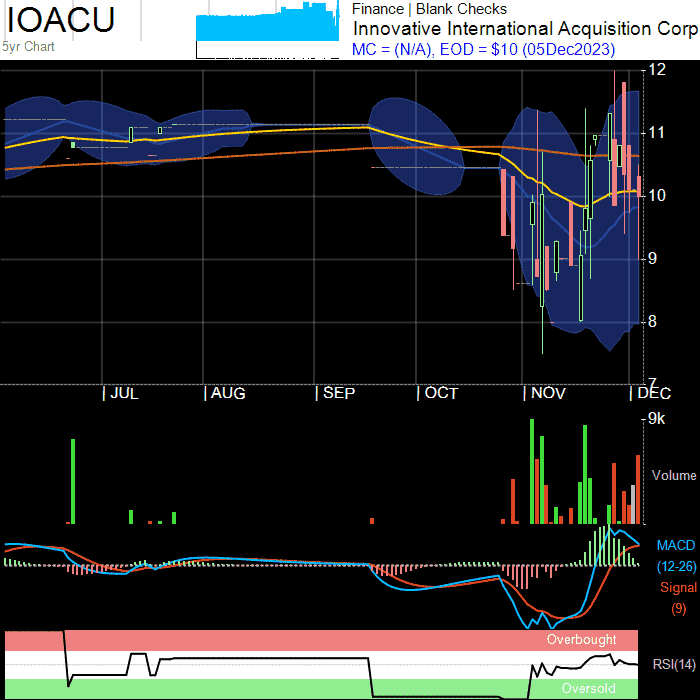 IOACU
5yr Chart
Finance | Blank Checks
Innovative International Acquisition Corp
MC = (N/A), EOD = $10 (05Dec2023)
12
11
10
9
8
7
| JUL | AUG | SEP | OCT | NOV | DEC
9k
Volume
MACD
(12-26)
Signal
(9)
Overbought
RSI(14)
Oversold